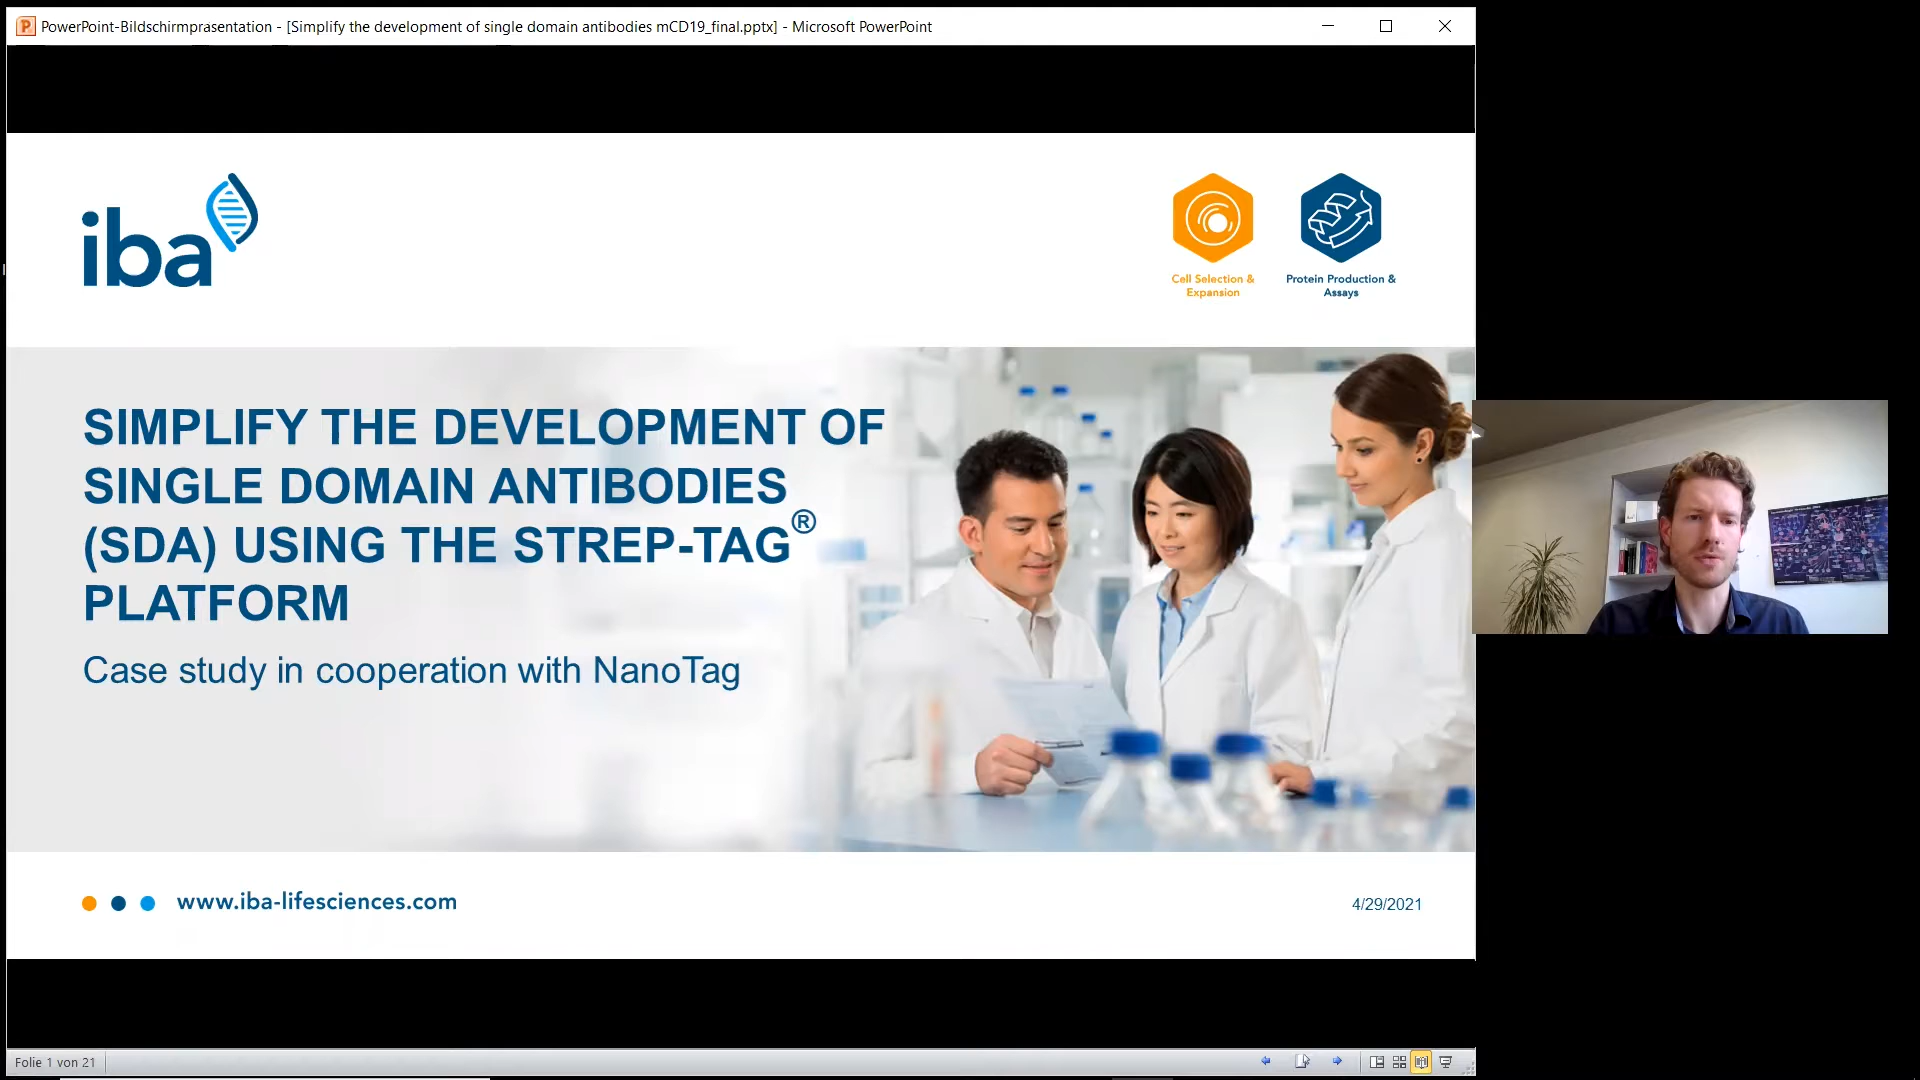 PowerPoint-Bildschirmpräsentation - [Simplify the development of single domain antibodies mCD19_final.pptx] - Microsoft PowerPoint
iba
Cell Selection &
Expansion
Protein Production &
Assays
SIMPLIFY THE DEVELOPMENT OF
SINGLE DOMAIN ANTIBODIES
(SDA) USING THE STREP-TAG®
PLATFORM
Case study in cooperation with NanoTag
www.iba-lifesciences.com
4/29/2021
Folie 1 von 21